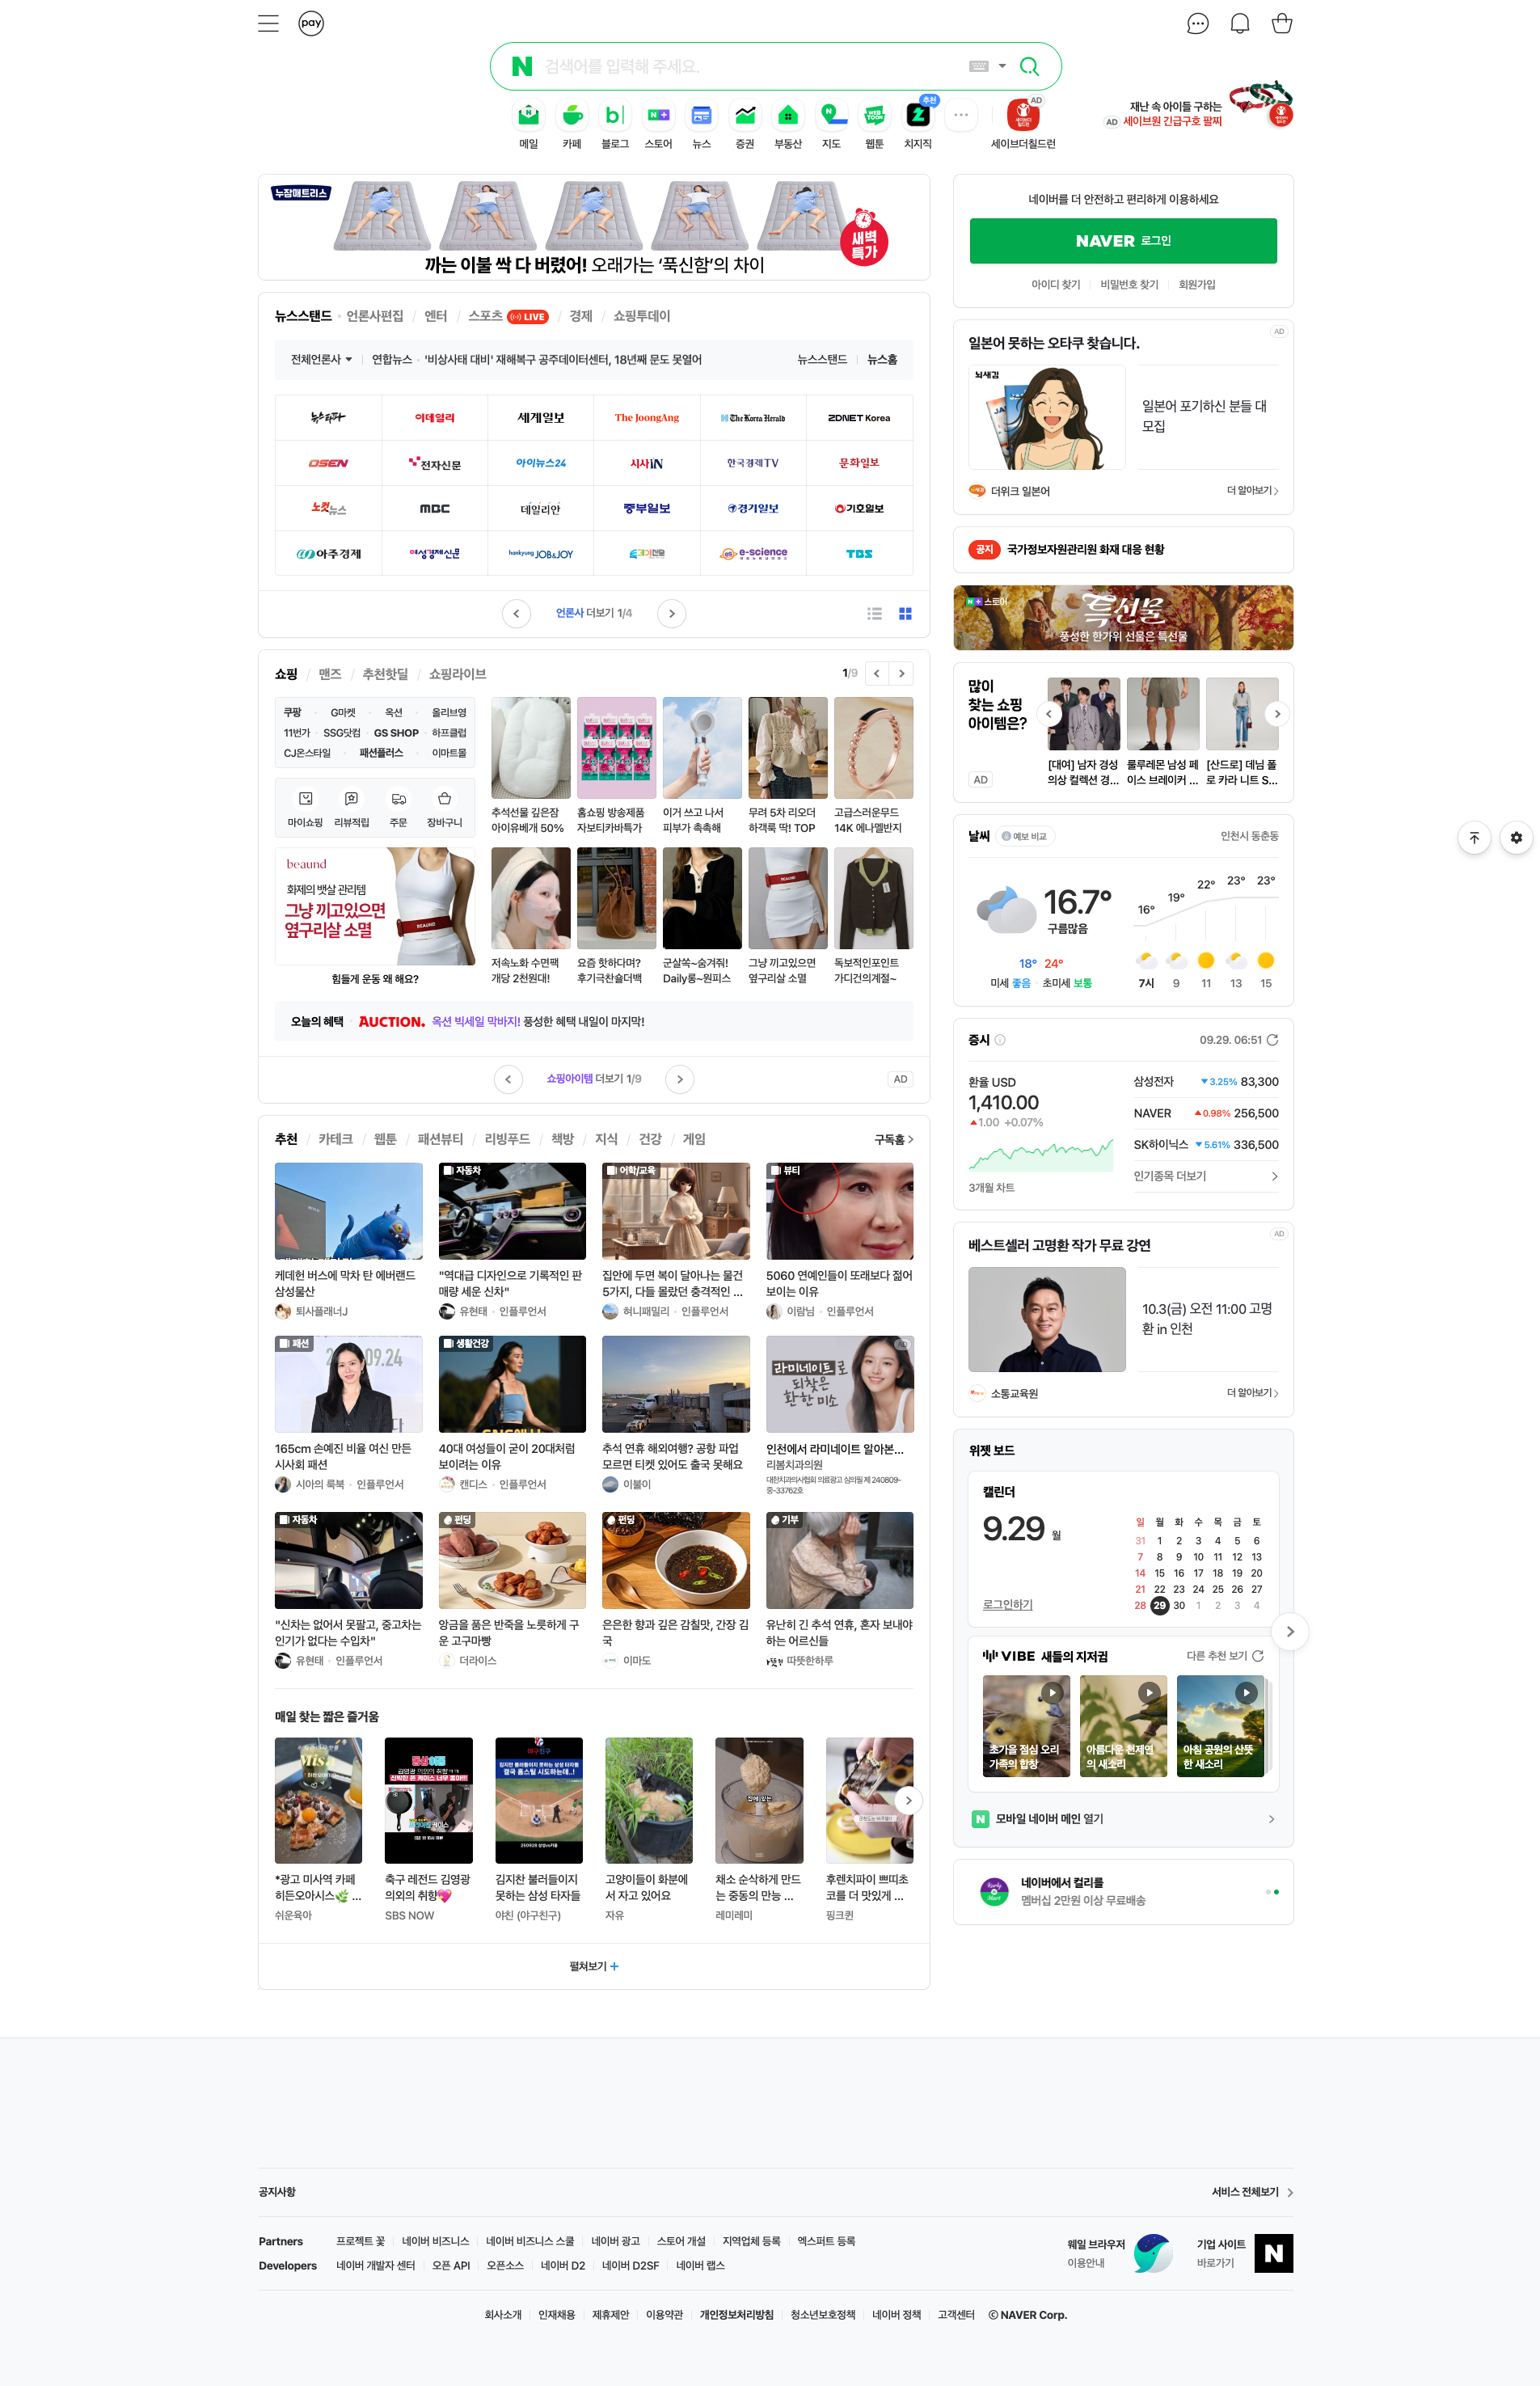 pay
N 검색어를 입력해 주세요.
메일 카페 블로그 스토어 뉴스 증권 부동산 지도 웹툰 추천 치지직 AD 세이브더칠드런
재난 속 아이들 구하는
AD 세이브원 긴급구호 팔찌
누잠매트리스
새벽
특가
까는 이불 싹 다 버렸어! 오래가는 ‘푹신함’의 차이
네이버를 더 안전하고 편리하게 이용하세요
NAVER 로그인
아이디 찾기 비밀번호 찾기 회원가입
뉴스스탠드 · 언론사편집 / 엔터 / 스포츠 LIVE / 경제 / 쇼핑투데이
전체언론사 연합뉴스 · '비상사태 대비' 재해복구 공주데이터센터, 18년째 문도 못열어 뉴스스탠드 뉴스홈
뉴스타파 이데일리 세계일보 The JoongAng The Korea Herald ZDNET Korea
OSEN 전자신문 아이뉴스24 시사IN 한국경제TV 문화일보
노컷뉴스 MBC 데일리안 중부일보 경기일보 기호일보
아주경제 여성경제신문 hankyung JOB&JOY e-science TBS
언론사 더보기 1/4
AD
일본어 못하는 오타쿠 찾습니다.
뇌새김
일본어 포기하신 분들 대
모집
더위크 일본어 더 알아보기
공지 국가정보자원관리원 화재 대응 현황
N+ 스토어
특선물
풍성한 한가위 선물은 특선물
쇼핑 / 맨즈 / 추천핫딜 / 쇼핑라이브 1/9
쿠팡 · G마켓 · 옥션 · 올리브영
11번가 · SSG닷컴 · GS SHOP · 하프클럽
CJ온스타일 · 패션플러스 · 이마트몰
마이쇼핑 리뷰적립 주문 장바구니
beaund
화제의 뱃살 관리템
그냥 끼고있으면
옆구리살 소멸
BEAUND
힘들게 운동 왜 해요?
추석선물 깊은잠
아이유베개 50%
홈쇼핑 방송제품
자보티카바특가
이거 쓰고 나서
피부가 촉촉해
무려 5차 리오더
하객룩 딱! TOP
고급스러운무드
14K 에나멜반지
저속노화 수면팩
개당 2천원대!
요즘 핫하다며?
후기극찬숄더백
군살쏙~숨겨줘!
Daily롱~원피스
그냥 끼고있으면
옆구리살 소멸
독보적인포인트
가디건의계절~
오늘의 혜택 AUCTION. 옥션 빅세일 막바지! 풍성한 혜택 내일이 마지막!
쇼핑아이템 더보기 1/9 AD
많이
찾는 쇼핑
아이템은?
AD
[대여] 남자 경성
의상 컬렉션 경...
룰루레몬 남성 페
이스 브레이커 ...
[산드로] 데님 폴
로 카라 니트 S...
날씨 예보 비교 인천시 동춘동
16.7°
구름많음
18° 24°
미세 좋음 · 초미세 보통
16° 19° 22° 23° 23°
7시 9 11 13 15
증시 09.29. 06:51
환율 USD
1,410.00
1.00 +0.07%
3개월 차트
삼성전자 3.25% 83,300
NAVER 0.98% 256,500
SK하이닉스 5.61% 336,500
인기종목 더보기
추천 / 카테크 / 웹툰 / 패션뷰티 / 리빙푸드 / 책방 / 지식 / 건강 / 게임 구독홈
케데헌 버스에 막차 탄 에버랜드
삼성물산
퇴사플래너J
자동차
"역대급 디자인으로 기록적인 판
매량 세운 신차"
유현태 · 인플루언서
어학/교육
집안에 두면 복이 달아나는 물건
5가지, 다들 몰랐던 충격적인 ...
허니패밀리 · 인플루언서
뷰티
5060 연예인들이 또래보다 젊어
보이는 이유
이람님 · 인플루언서
패션
09.24
165cm 손예진 비율 여신 만든
시사회 패션
시아의 룩북 · 인플루언서
생활건강
40대 여성들이 굳이 20대처럼
보이려는 이유
캔디스 · 인플루언서
추석 연휴 해외여행? 공항 파업
모르면 티켓 있어도 출국 못해요
이불이
AD
라미네이트로
되찾은
환한 미소
인천에서 라미네이트 알아본...
리봄치과의원
대한치과의사협회 의료광고 심의필 제 240809-
중-33762호
자동차
"신차는 없어서 못팔고, 중고차는
인기가 없다는 수입차"
유현태 · 인플루언서
펀딩
앙금을 품은 반죽을 노릇하게 구
운 고구마빵
더라이스
펀딩
은은한 향과 깊은 감칠맛, 간장 김
국
이마도
기부
유난히 긴 추석 연휴, 혼자 보내야
하는 어르신들
따뜻한하루
매일 찾는 짧은 즐거움
*광고 미사역 카페
히든오아시스🌿 ...
쉬운육아
축구 레전드 김영광
의외의 취향💖
SBS NOW
김지찬 불러들이지
못하는 삼성 타자들
야친 (야구친구)
고양이들이 화분에
서 자고 있어요
자유
채소 순삭하게 만드
는 중동의 만능 ...
레미레미
후렌치파이 쁘띠초
코를 더 맛있게 ...
핑크퀸
펼쳐보기 +
AD
베스트셀러 고명환 작가 무료 강연
10.3(금) 오전 11:00 고명
환 in 인천
소통교육원 더 알아보기
위젯 보드
캘린더
9.29 월
로그인하기
일 월 화 수 목 금 토
31 1 2 3 4 5 6
7 8 9 10 11 12 13
14 15 16 17 18 19 20
21 22 23 24 25 26 27
28 29 30 1 2 3 4
VIBE 새들의 지저귐 다른 추천 보기
초가을 점심 오리
가족의 합창
아름다운 천제연
의 새소리
아침 공원의 산뜻
한 새소리
N 모바일 네이버 메인 열기
네이버에서 컬리를
멤버십 2만원 이상 무료배송
공지사항 서비스 전체보기
Partners 프로젝트 꽃 네이버 비즈니스 네이버 비즈니스 스쿨 네이버 광고 스토어 개설 지역업체 등록 엑스퍼트 등록
Developers 네이버 개발자 센터 오픈 API 오픈소스 네이버 D2 네이버 D2SF 네이버 랩스
웨일 브라우저
이용안내
기업 사이트
바로가기
N
회사소개 인재채용 제휴제안 이용약관 개인정보처리방침 청소년보호정책 네이버 정책 고객센터 © NAVER Corp.